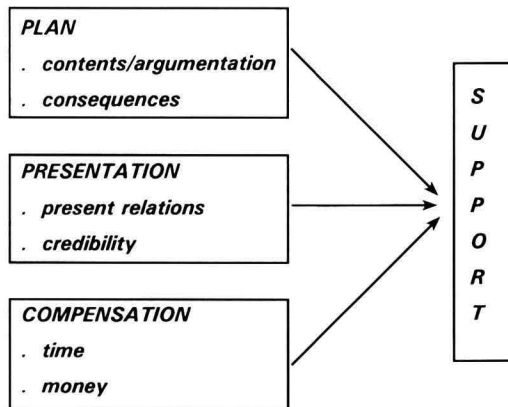 PLAN
. contents/argumentation
. consequences
PRESENTATION
. present relations
. credibility
COMPENSATION
. time
. money
S
U
P
P
O
R
T